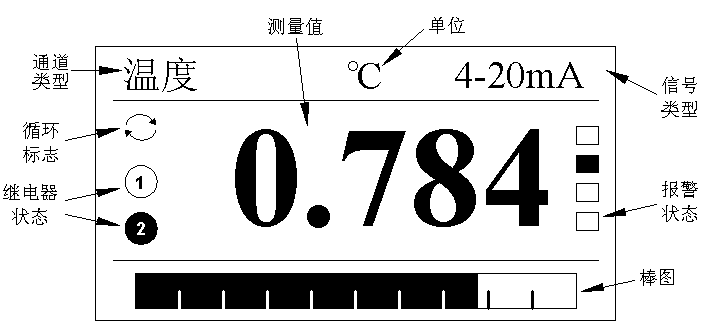 测量值
单位
通道
类型
温度
℃
4-20mA
信号
类型
循环
标志
0.784
继电器
状态
1
2
报警
状态
棒图